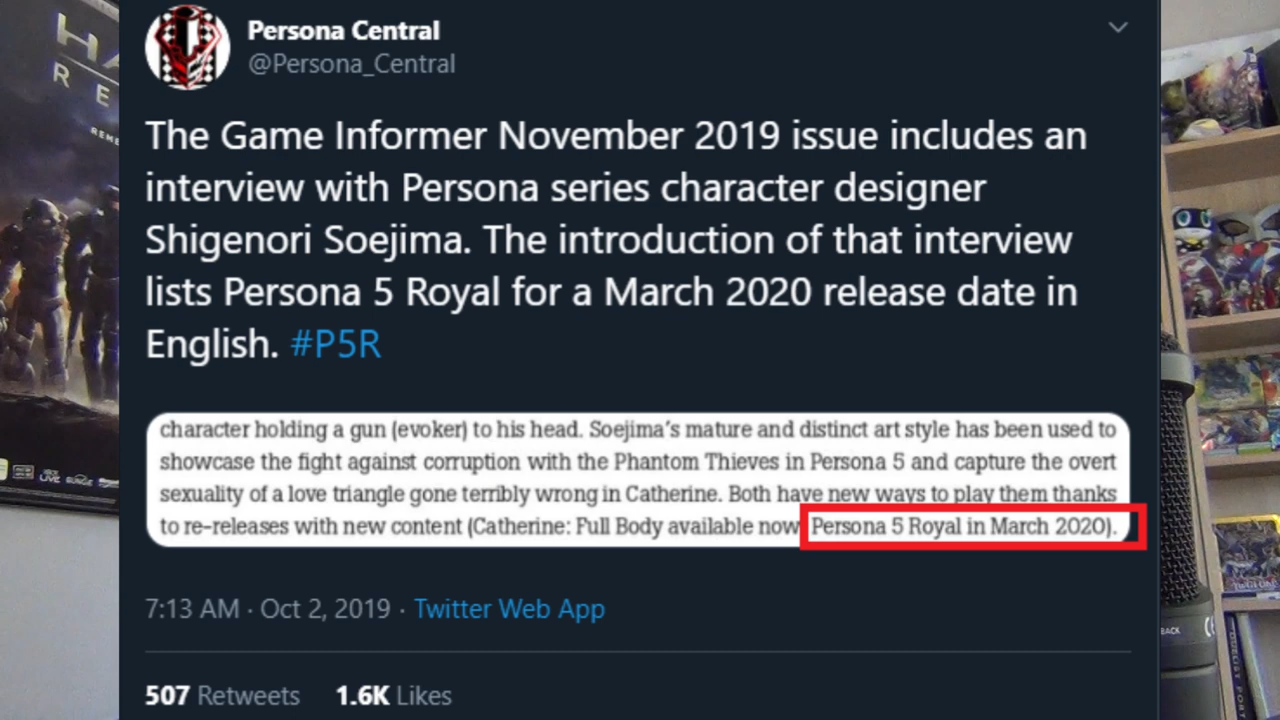 Persona Central
@Persona_Central
The Game Informer November 2019 issue includes an
interview with Persona series character designer
Shigenori Soejima. The introduction of that interview
lists Persona 5 Royal for a March 2020 release date in
English. #P5R
character holding a gun (evoker) to his head. Soejima's mature and distinct art style has been used to
showcase the fight against corruption with the Phantom Thieves in Persona 5 and capture the overt
sexuality of a love triangle gone terribly wrong in Catherine. Both have new ways to play them thanks
to re-releases with new content (Catherine: Full Body available now Persona 5 Royal in March 2020).
7:13 AM · Oct 2, 2019 · Twitter Web App
507 Retweets 1.6K Likes
HA
RE
REME
LIVE
BACK